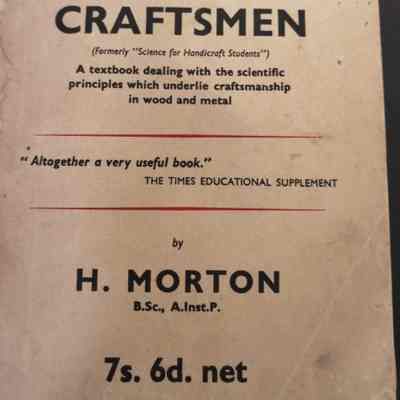 CRAFTSMEN
(Formerly "Science for Handicraft Students")
A textbook dealing with the scientific
principles which underlie craftsmanship
in wood and metal
"Altogether a very useful book."
THE TIMES EDUCATIONAL SUPPLEMENT
by
H. MORTON
B.Sc., A.Inst.P.
7s. 6d. net